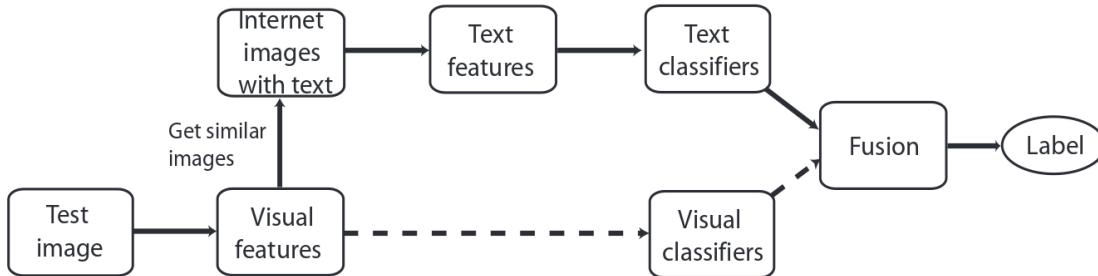 Internet
images
with text
Text
features
Text
classifiers
Get similar
images
Fusion
Label
Test
image
Visual
features
Visual
classifiers